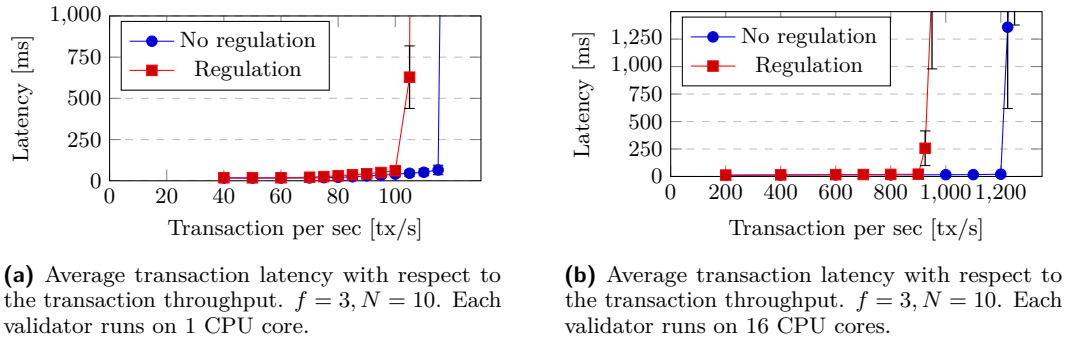 1,000
750
500
250
0
Latency [ms]
No regulation
Regulation
0 20 40 60 80 100
Transaction per sec [tx/s]
(a) Average transaction latency with respect to
the transaction throughput. f = 3, N = 10. Each
validator runs on 1 CPU core.
1,250
1,000
750
500
250
0
Latency [ms]
No regulation
Regulation
0 200 400 600 800 1,000 1,200
Transaction per sec [tx/s]
(b) Average transaction latency with respect to
the transaction throughput. f = 3, N = 10. Each
validator runs on 16 CPU cores.